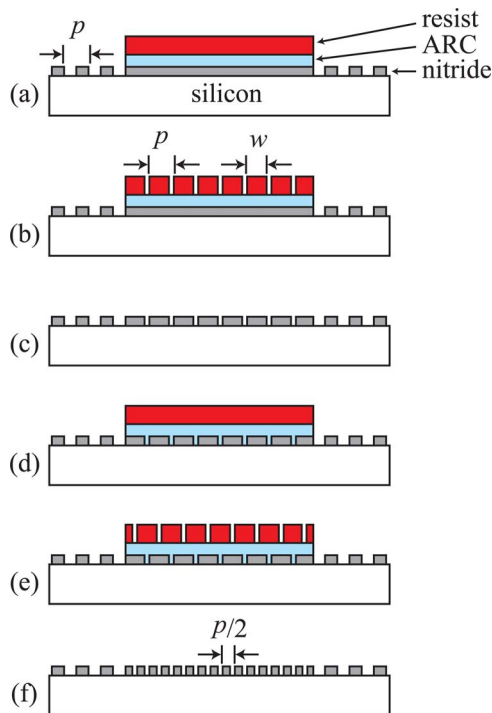 resist
p
ARC
nitride
(a)
silicon
p
w
(b)
(c)
(d)
(e)
p/2
(f)